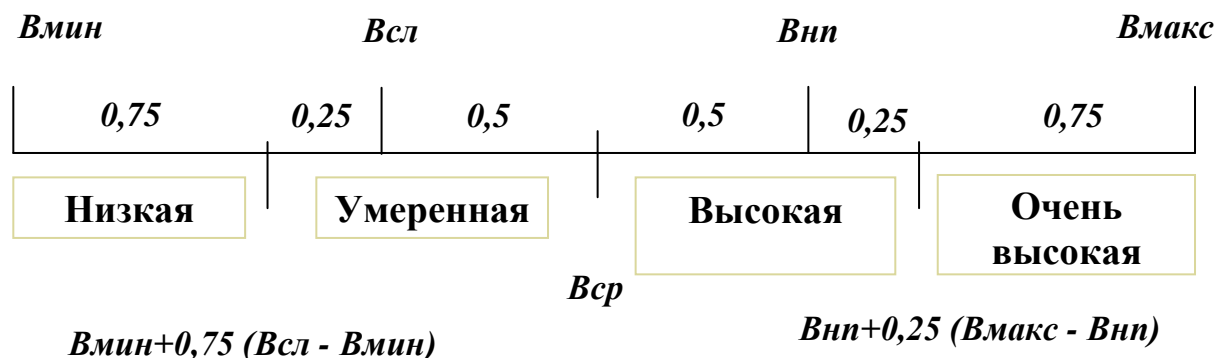 Вмин Всл Внп Вмакс
0,75 0,25 0,5 0,5 0,25 0,75
Низкая Умеренная Высокая Очень
высокая
Вср
Вмин+0,75 (Всл - Вмин) Внп+0,25 (Вмакс - Внп)